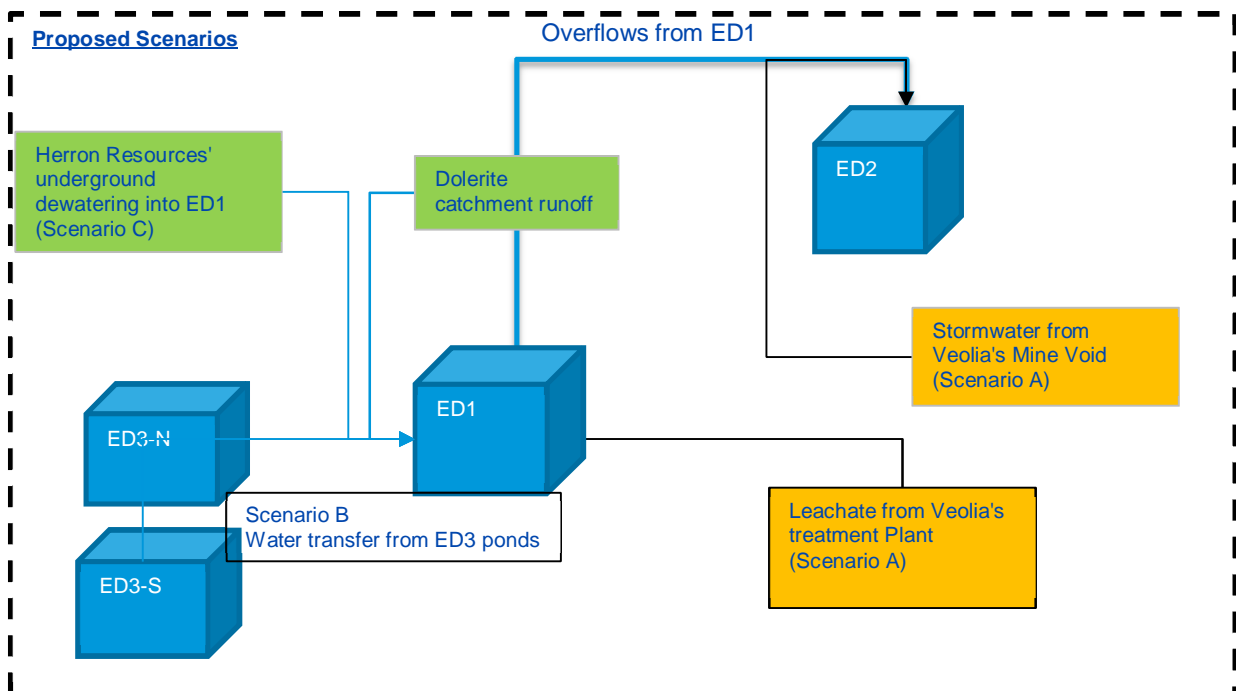 Proposed Scenarios
Overflows from ED1
Herron Resources'
underground
dewatering into ED1
(Scenario C)
Dolerite
catchment runoff
ED2
Stormwater from
Veolia's Mine Void
(Scenario A)
ED1
ED3-N
Scenario B
Water transfer from ED3 ponds
Leachate from Veolia's
treatment Plant
(Scenario A)
ED3-S